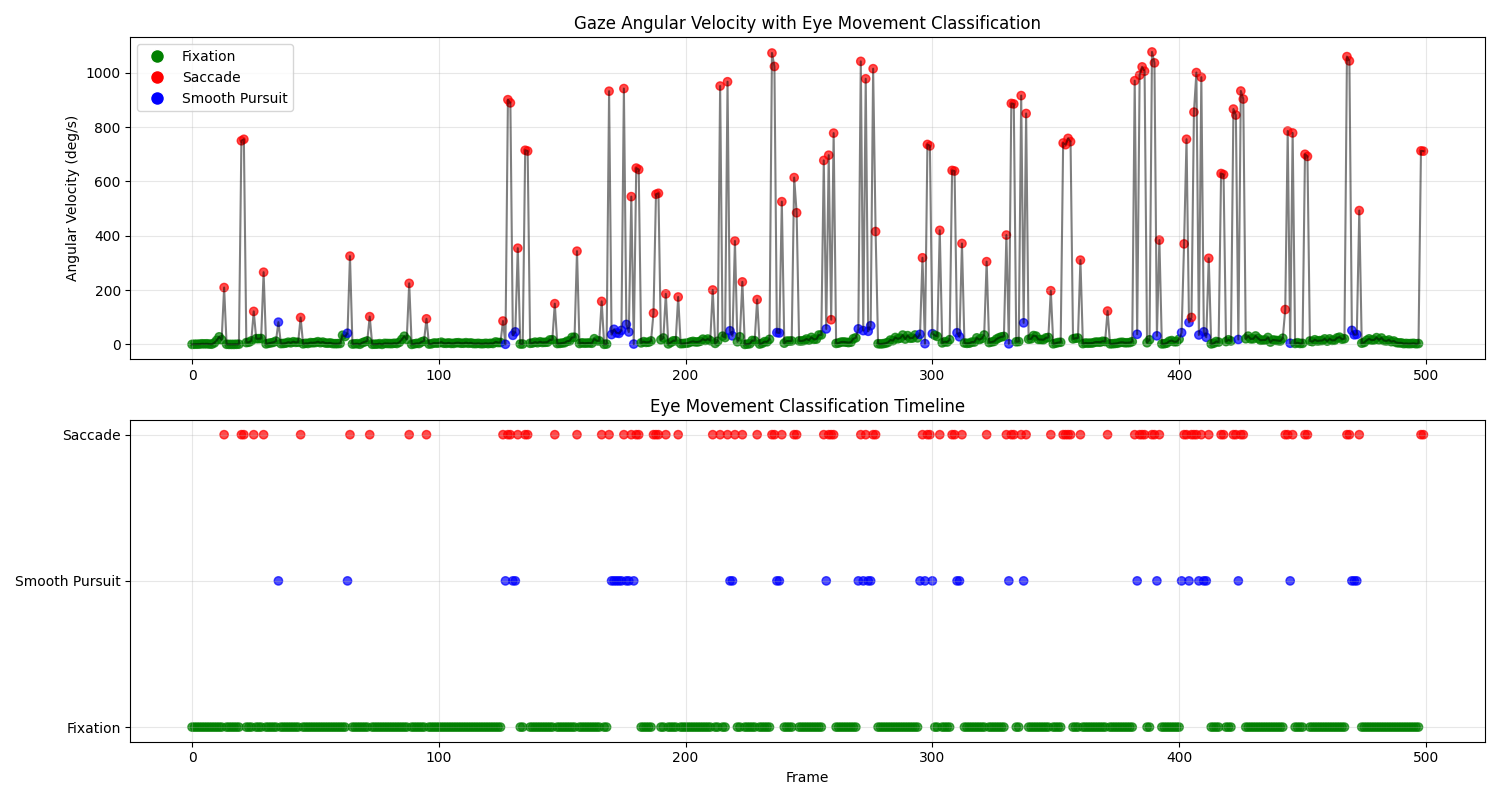 Gaze Angular Velocity with Eye Movement Classification
Angular Velocity (deg/s)
1000
800
600
400
200
0
Fixation
Saccade
Smooth Pursuit
0 100 200 300 400 500
Eye Movement Classification Timeline
Saccade
Smooth Pursuit
Fixation
0 100 200 300 400 500
Frame